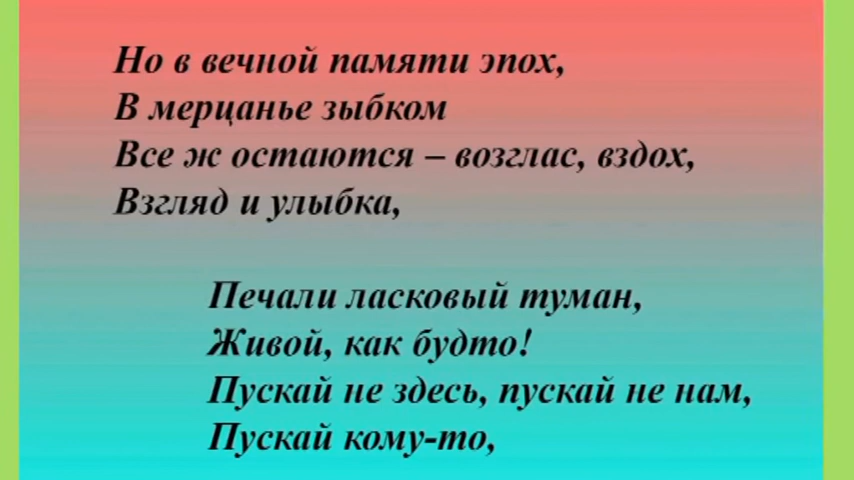 Но в вечной памяти эпох,
В мерцанье зыбком
Все ж остаются – возглас, вздох,
Взгляд и улыбка,
Печали ласковый туман,
Живой, как будто!
Пускай не здесь, пускай не нам,
Пускай кому-то,